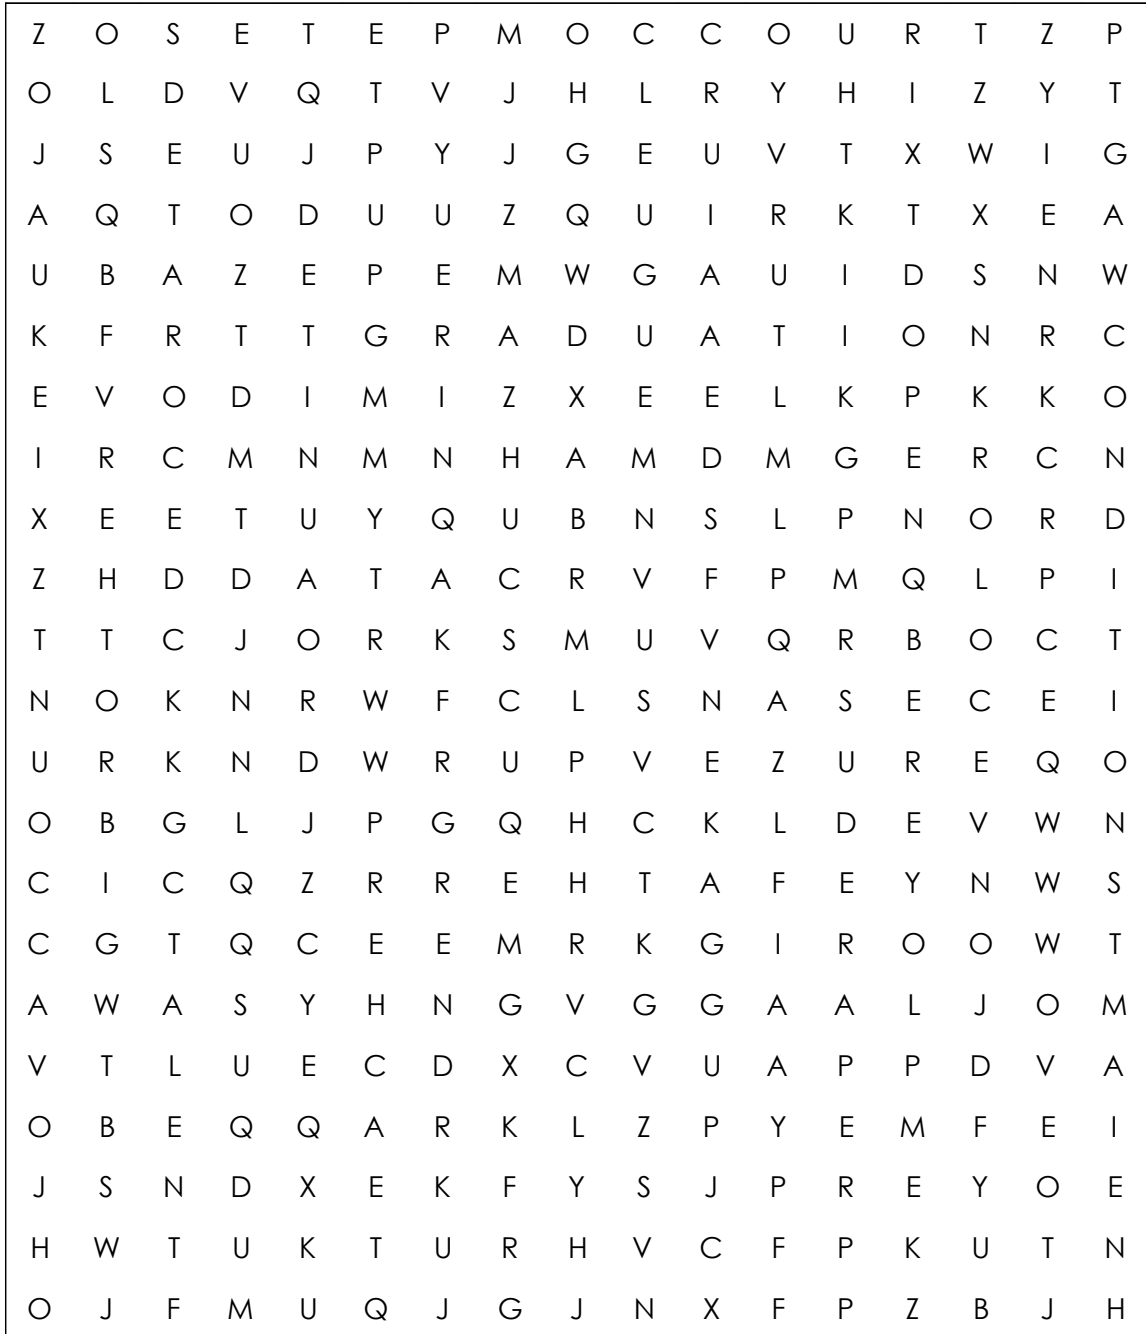 Z O S E T E P M O C C O U R T Z P
O L D V Q T V J H L R Y H I Z Y T
J S E U J P Y J G E U V T X W I G
A Q T O D U U Z Q U I R K T X E A
U B A Z E P E M W G A U I D S N W
K F R T T G R A D U A T I O N R C
E V O D I M I Z X E E L K P K K O
I R C M N M N H A M D M G E R C N
X E E T U Y Q U B N S L P N O R D
Z H D D A T A C R V F P M Q L P I
T T C J O R K S M U V Q R B O C T
N O K N R W F C L S N A S E C E I
U R K N D W R U P V E Z U R E Q O
O B G L J P G Q H C K L D E V W N
C I C Q Z R R E H T A F E Y N W S
C G T Q C E E M R K G I R O O W T
A W A S Y H N G V G G A A L J O M
V T L U E C D X C V U A P P D V A
O B E Q Q A R K L Z P Y E M F E I
J S N D X E K F Y S J P R E Y O E
H W T U K T U R H V C F P K U T N
O J F M U Q J G J N X F P Z B J H